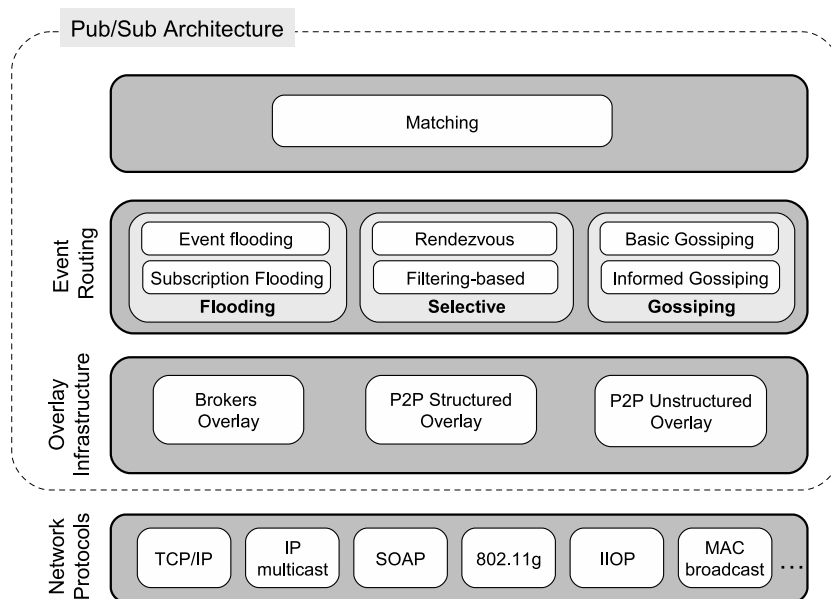 Pub/Sub Architecture
Matching
Event
Routing
Event flooding
Subscription Flooding
Flooding
Rendezvous
Filtering-based
Selective
Basic Gossiping
Informed Gossiping
Gossiping
Overlay
Infrastructure
Brokers
Overlay
P2P Structured
Overlay
P2P Unstructured
Overlay
Network
Protocols
TCP/IP
IP
multicast
SOAP
802.11g
IIOP
MAC
broadcast
...